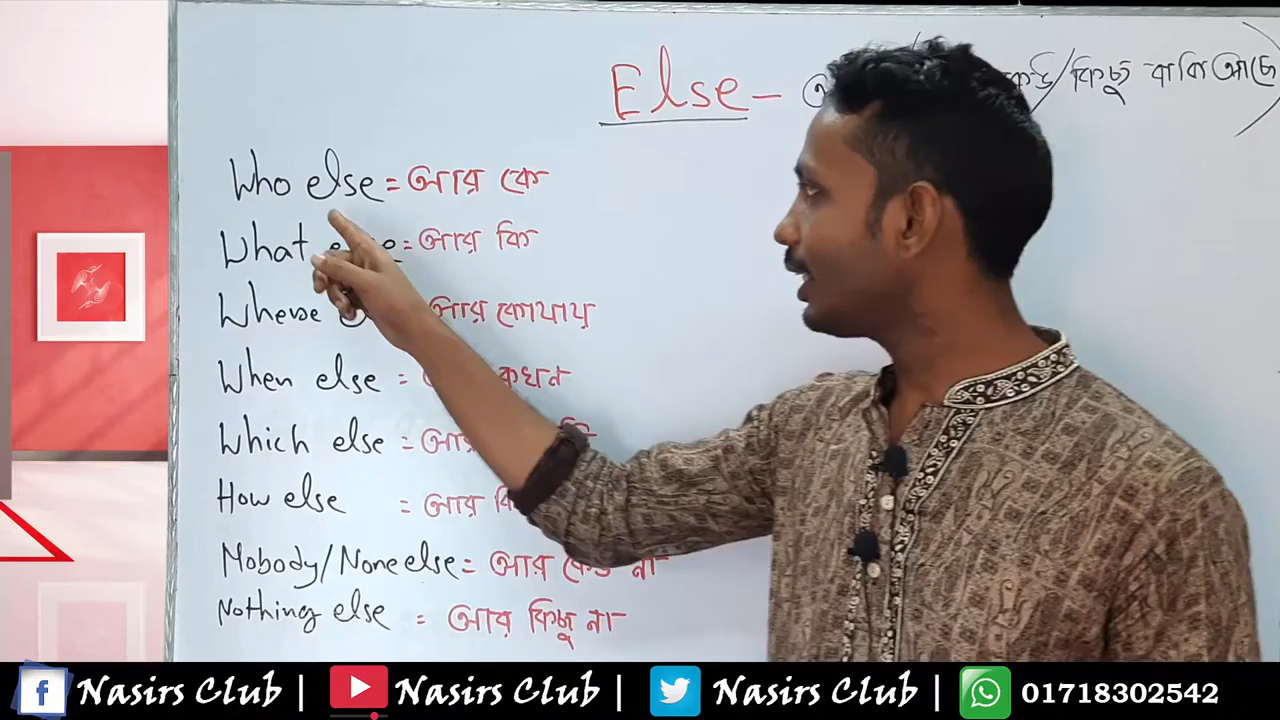 Else – কেউ/কিছু বাকি আছে)
Who else = আর কে
What = আর কি
Where আর কোথায়
When else = কখন
Which else = আর
How else = আর
Nobody/None else = আর কেউ না
Nothing else = আর কিছু না
Nasirs Club | Nasirs Club | Nasirs Club | 01718302542